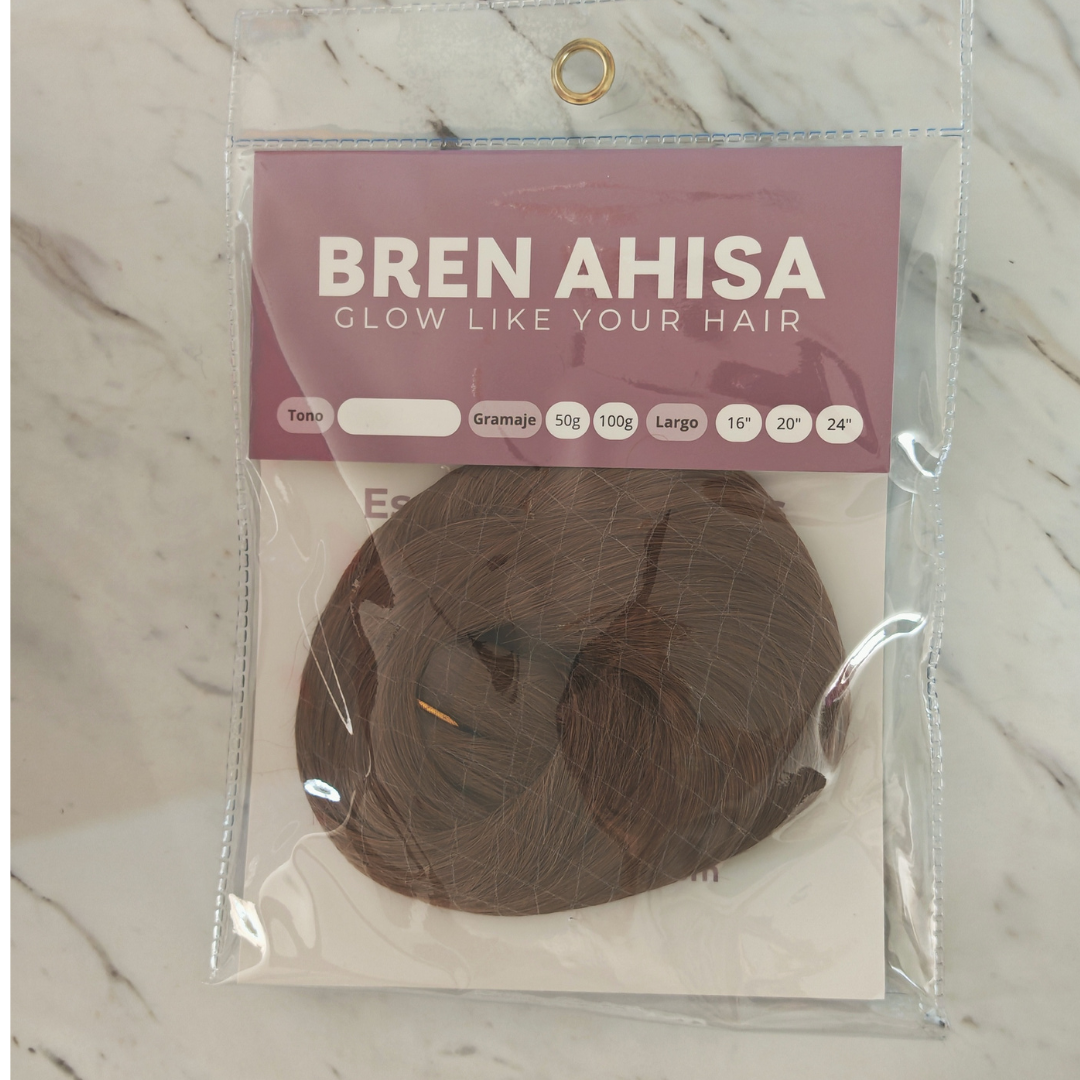 BREN AHISA
GLOW LIKE YOUR HAIR
Tono Gramaje 50g 100g Largo 16" 20" 24"